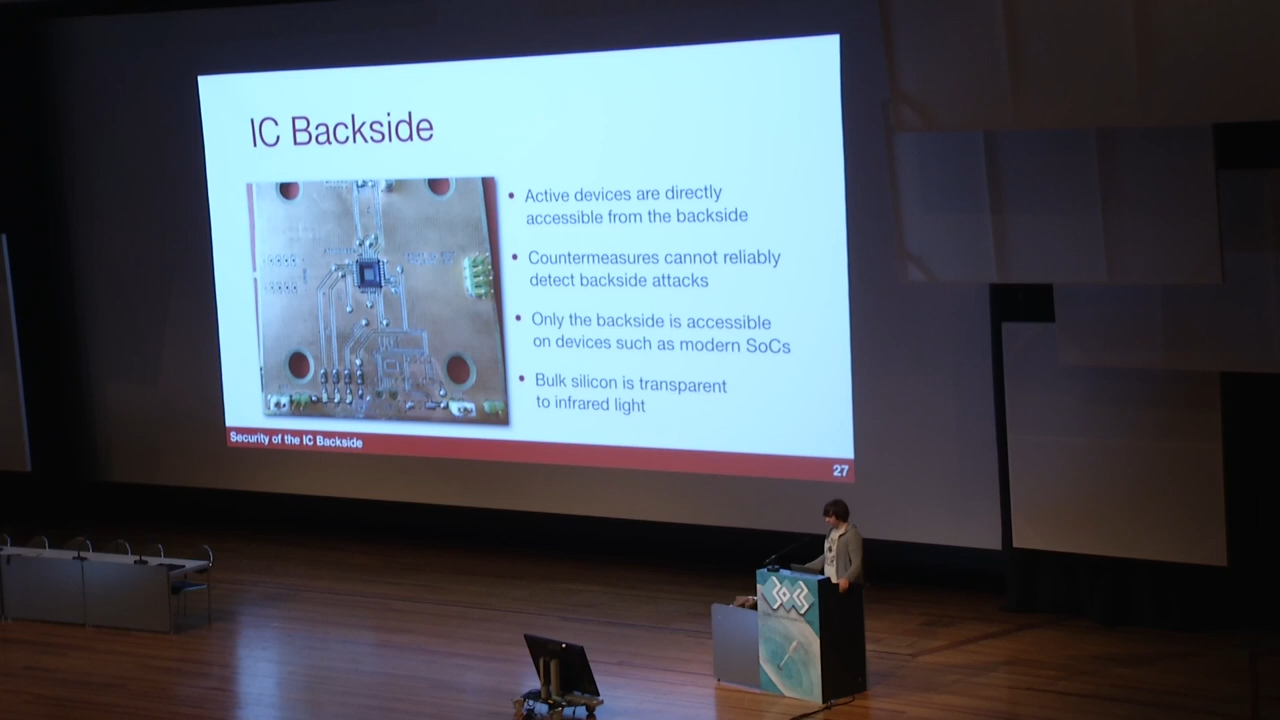 IC Backside
• Active devices are directly
accessible from the backside
• Countermeasures cannot reliably
detect backside attacks
• Only the backside is accessible
on devices such as modern SoCs
• Bulk silicon is transparent
to infrared light
Security of the IC Backside
27